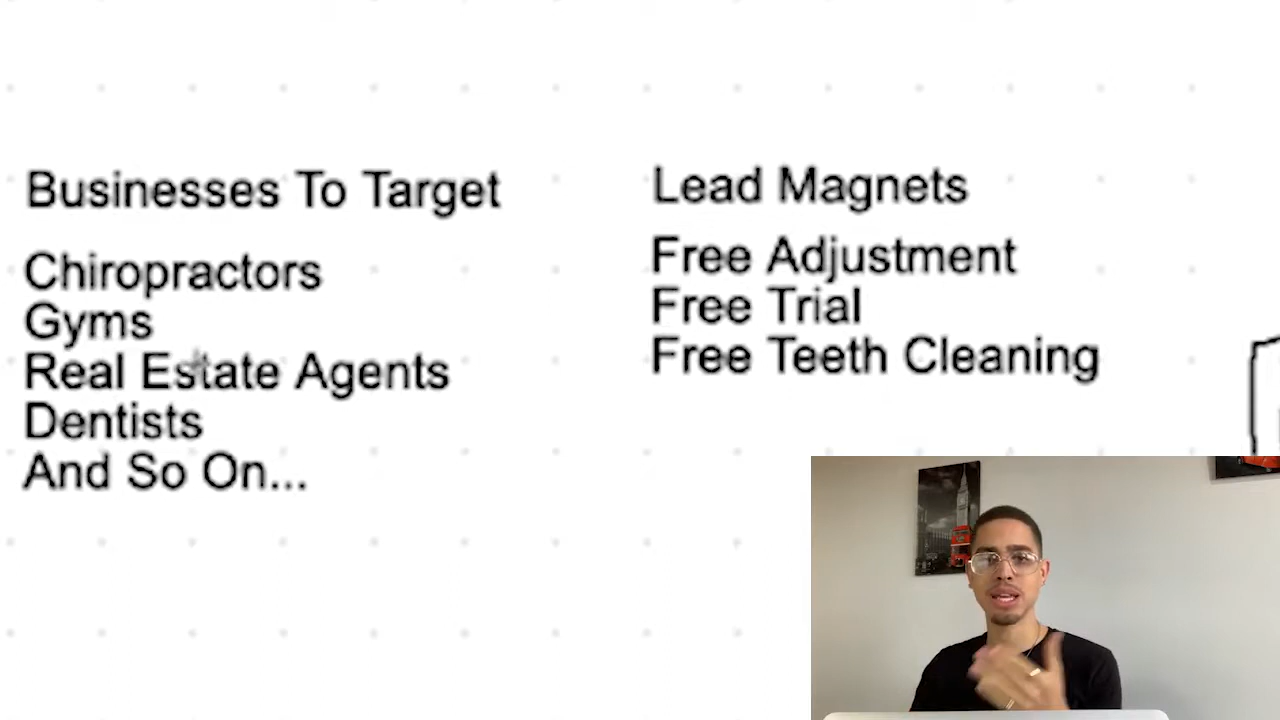 Businesses To Target
Chiropractors
Gyms
Real Estate Agents
Dentists
And So On...
Lead Magnets
Free Adjustment
Free Trial
Free Teeth Cleaning